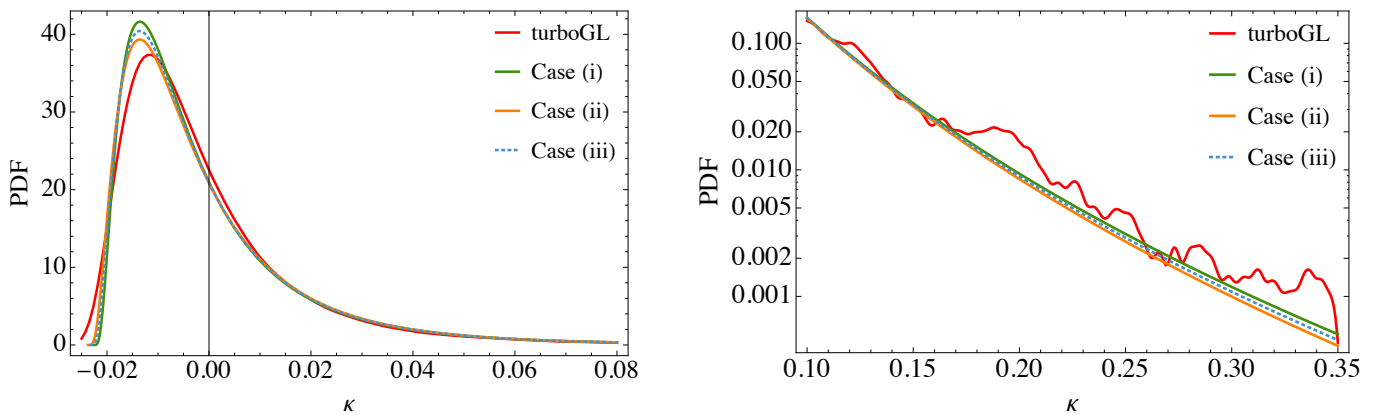 40
30
20
10
0
PDF
−0.02
0.00
0.02
0.04
0.06
0.08
κ
turboGL
Case (i)
Case (ii)
Case (iii)
0.100
0.050
0.020
0.010
0.005
0.002
0.001
PDF
0.10
0.15
0.20
0.25
0.30
0.35
κ
turboGL
Case (i)
Case (ii)
Case (iii)